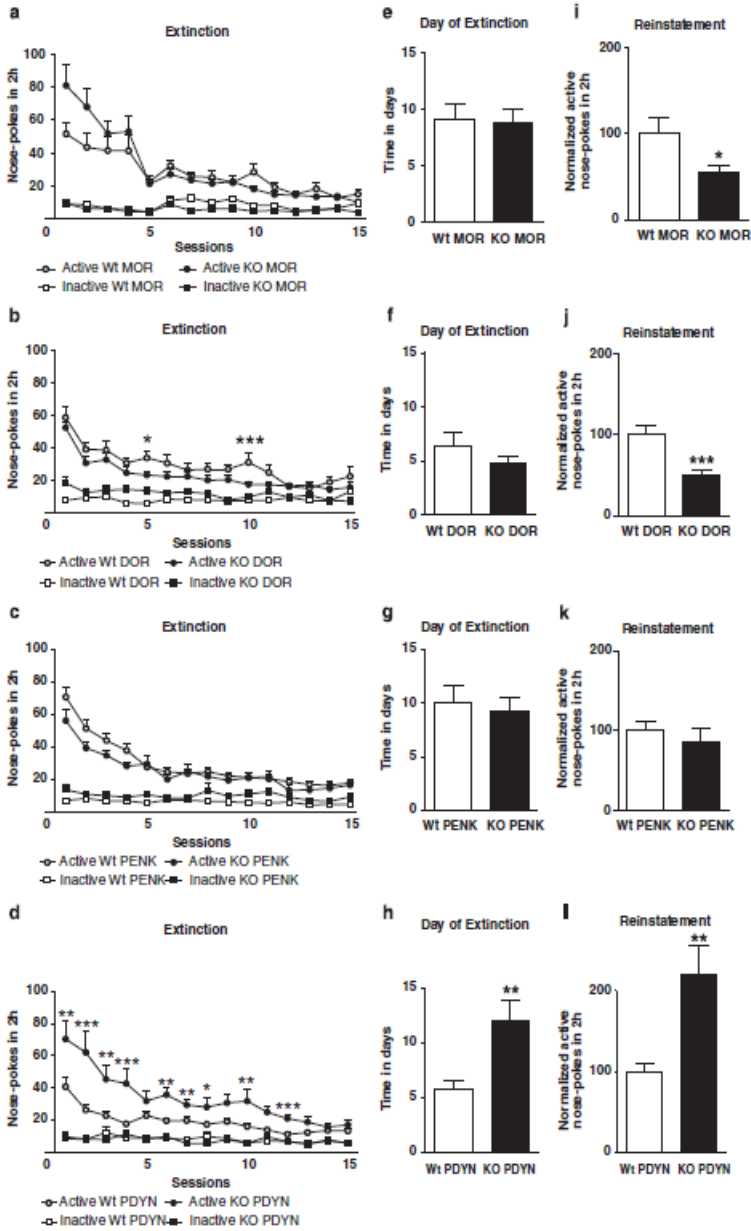 a
Extinction
Nose-pokes in 2h
100
80
60
40
20
0
5
10
15
Sessions
Active Wt MOR
Active KO MOR
Inactive Wt MOR
Inactive KO MOR
e
Day of Extinction
Time in days
15
10
5
0
Wt MOR
KO MOR
i
Reinstatement
Normalized active
nose-pokes in 2h
200
100
0
*
Wt MOR
KO MOR
b
Extinction
Nose-pokes in 2h
100
80
60
40
20
0
5
10
15
*
***
Sessions
Active Wt DOR
Active KO DOR
Inactive Wt DOR
Inactive KO DOR
f
Day of Extinction
Time in days
15
10
5
0
Wt DOR
KO DOR
j
Reinstatement
Normalized active
nose-pokes in 2h
200
100
0
***
Wt DOR
KO DOR
c
Extinction
Nose-pokes in 2h
100
80
60
40
20
0
5
10
15
Sessions
Active Wt PENK
Active KO PENK
Inactive Wt PENK
Inactive KO PENK
g
Day of Extinction
Time in days
15
10
5
0
Wt PENK
KO PENK
k
Reinstatement
Normalized active
nose-pokes in 2h
200
100
0
Wt PENK
KO PENK
d
Extinction
Nose-pokes in 2h
100
80
60
40
20
0
5
10
15
**
***
**
***
**
**
*
**
***
Sessions
Active Wt PDYN
Active KO PDYN
Inactive Wt PDYN
Inactive KO PDYN
h
Day of Extinction
Time in days
15
10
5
0
**
Wt PDYN
KO PDYN
l
Reinstatement
Normalized active
nose-pokes in 2h
200
100
0
**
Wt PDYN
KO PDYN